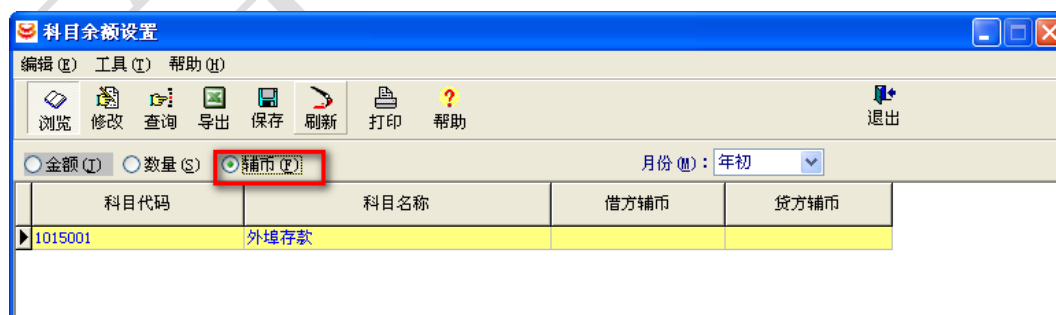 科目余额设置
编辑(E) 工具(T) 帮助(H)
浏览 修改 查询 导出 保存 刷新 打印 帮助 退出
金额(I) 数量(S) 辅币(F) 月份(M): 年初
科目代码 科目名称 借方辅币 贷方辅币
1015001 外埠存款